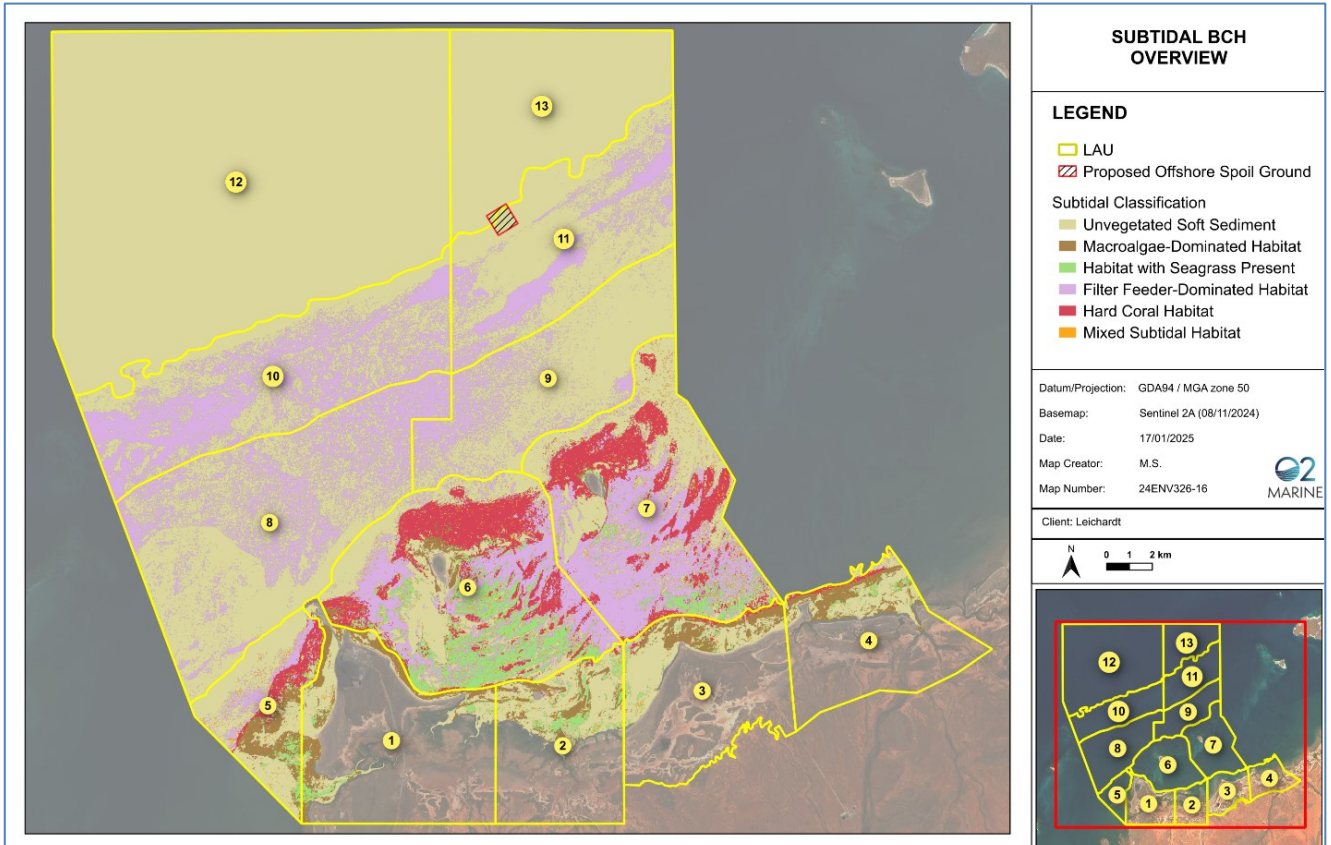 SUBTIDAL BCH
OVERVIEW
LEGEND
LAU
Proposed Offshore Spoil Ground
Subtidal Classification
Unvegetated Soft Sediment
Macroalgae-Dominated Habitat
Habitat with Seagrass Present
Filter Feeder-Dominated Habitat
Hard Coral Habitat
Mixed Subtidal Habitat
Datum/Projection: GDA94 / MGA zone 50
Basemap: Sentinel 2A (08/11/2024)
Date: 17/01/2025
Map Creator: M.S.
Map Number: 24ENV326-16
O2
MARINE
Client: Leichardt
N
0 1 2 km
13
12
11
10
9
8
7
6
5
4
3
2
1
13
12
11
10
9
8
7
6
5
4
3
2
1